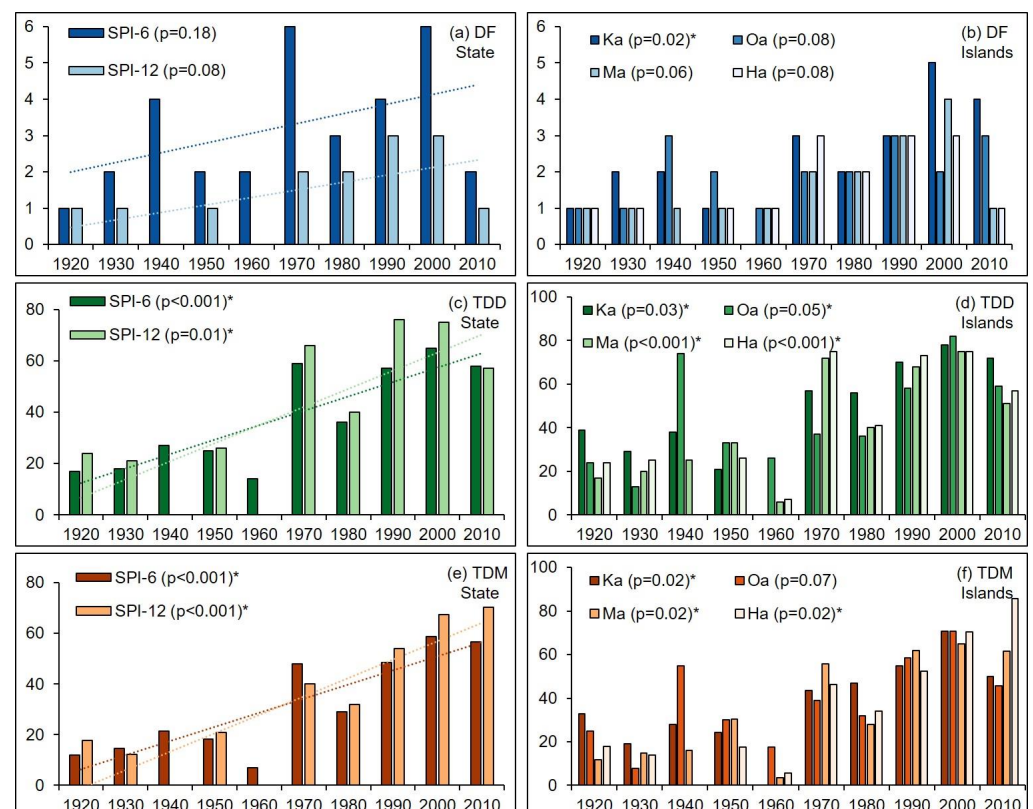 6
5
4
3
2
1
0
SPI-6 (p=0.18)
SPI-12 (p=0.08)
(a) DF
State
1920 1930 1940 1950 1960 1970 1980 1990 2000 2010
6
5
4
3
2
1
0
Ka (p=0.02)* Oa (p=0.08)
Ma (p=0.06) Ha (p=0.08)
(b) DF
Islands
1920 1930 1940 1950 1960 1970 1980 1990 2000 2010
80
60
40
20
0
SPI-6 (p<0.001)*
SPI-12 (p=0.01)*
(c) TDD
State
1920 1930 1940 1950 1960 1970 1980 1990 2000 2010
100
80
60
40
20
0
Ka (p=0.03)* Oa (p=0.05)*
Ma (p<0.001)* Ha (p<0.001)*
(d) TDD
Islands
1920 1930 1940 1950 1960 1970 1980 1990 2000 2010
80
60
40
20
0
SPI-6 (p<0.001)*
SPI-12 (p<0.001)*
(e) TDM
State
1920 1930 1940 1950 1960 1970 1980 1990 2000 2010
100
80
60
40
20
0
Ka (p=0.02)* Oa (p=0.07)
Ma (p=0.02)* Ha (p=0.02)*
(f) TDM
Islands
1920 1930 1940 1950 1960 1970 1980 1990 2000 2010